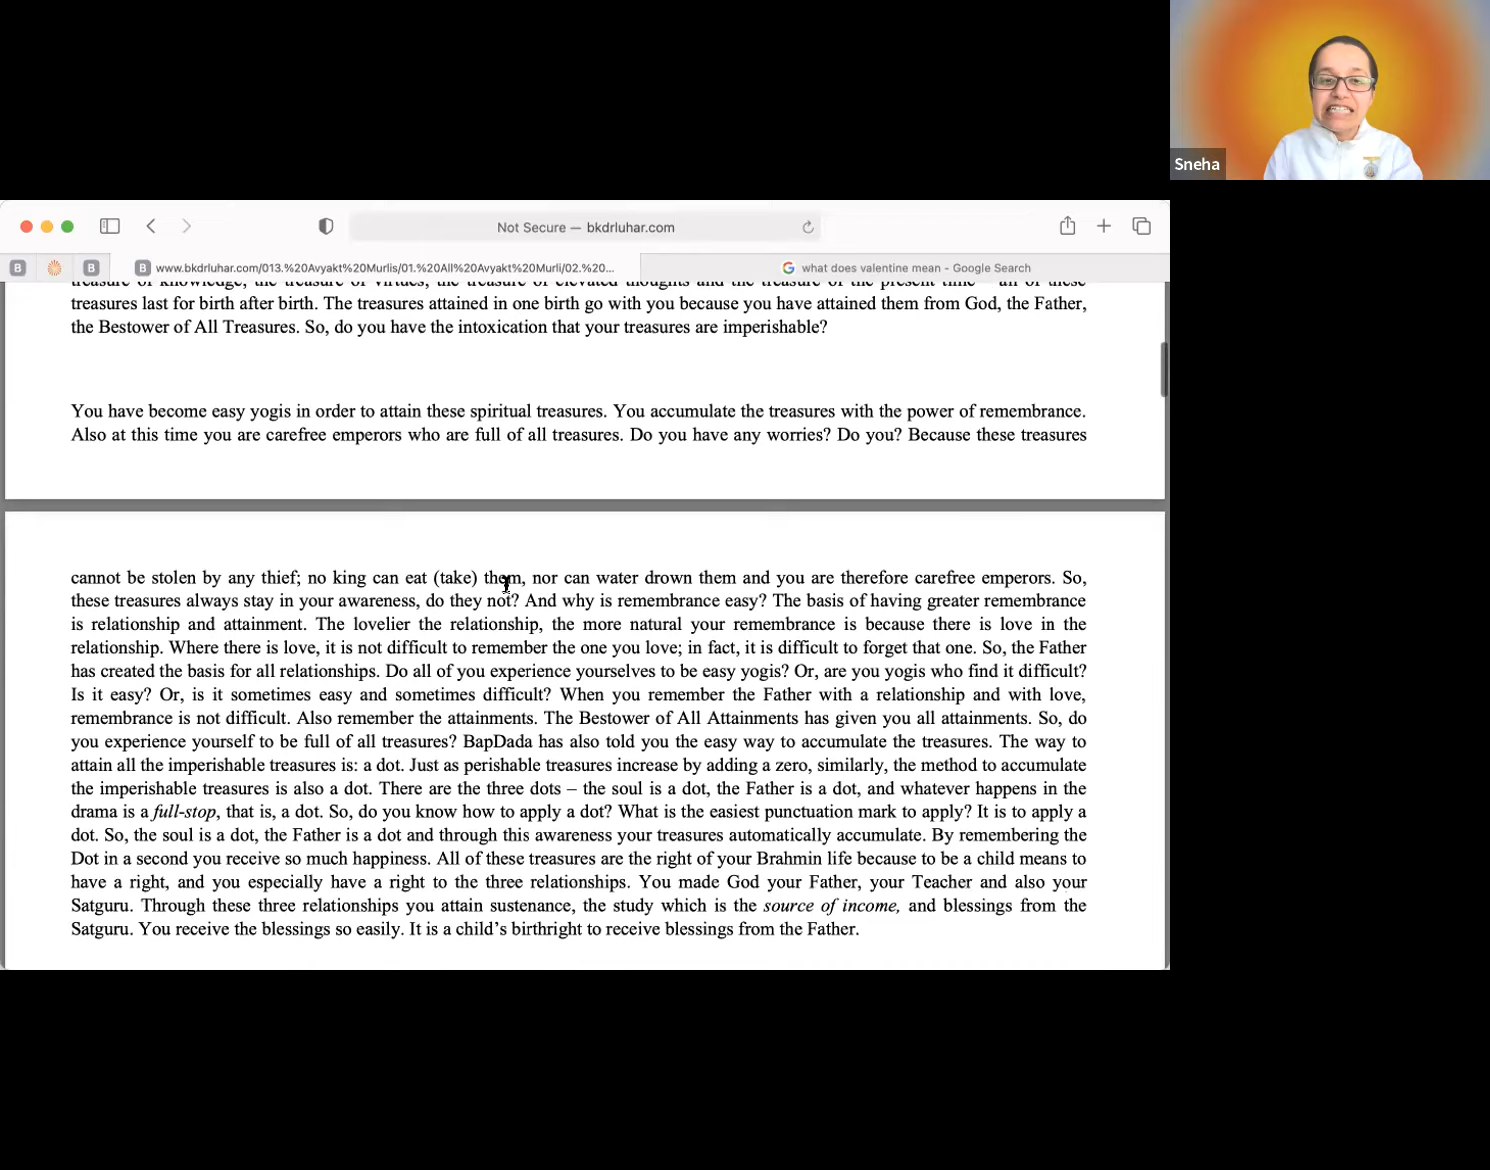 Sneha
Not Secure — bkdrluhar.com
B
B
B www.bkdrluhar.com/013.%20Avyakt%20Murlis/01.%20All%20Avyakt%20Murli/02.%20...
G what does valentine mean - Google Search
treasure of knowledge, the treasure of virtues, the treasure of elevated thoughts and the treasure of the present time – all of these
treasures last for birth after birth. The treasures attained in one birth go with you because you have attained them from God, the Father,
the Bestower of All Treasures. So, do you have the intoxication that your treasures are imperishable?
You have become easy yogis in order to attain these spiritual treasures. You accumulate the treasures with the power of remembrance.
Also at this time you are carefree emperors who are full of all treasures. Do you have any worries? Do you? Because these treasures
cannot be stolen by any thief; no king can eat (take) them, nor can water drown them and you are therefore carefree emperors. So,
these treasures always stay in your awareness, do they not? And why is remembrance easy? The basis of having greater remembrance
is relationship and attainment. The lovelier the relationship, the more natural your remembrance is because there is love in the
relationship. Where there is love, it is not difficult to remember the one you love; in fact, it is difficult to forget that one. So, the Father
has created the basis for all relationships. Do all of you experience yourselves to be easy yogis? Or, are you yogis who find it difficult?
Is it easy? Or, is it sometimes easy and sometimes difficult? When you remember the Father with a relationship and with love,
remembrance is not difficult. Also remember the attainments. The Bestower of All Attainments has given you all attainments. So, do
you experience yourself to be full of all treasures? BapDada has also told you the easy way to accumulate the treasures. The way to
attain all the imperishable treasures is: a dot. Just as perishable treasures increase by adding a zero, similarly, the method to accumulate
the imperishable treasures is also a dot. There are the three dots – the soul is a dot, the Father is a dot, and whatever happens in the
drama is a full-stop, that is, a dot. So, do you know how to apply a dot? What is the easiest punctuation mark to apply? It is to apply a
dot. So, the soul is a dot, the Father is a dot and through this awareness your treasures automatically accumulate. By remembering the
Dot in a second you receive so much happiness. All of these treasures are the right of your Brahmin life because to be a child means to
have a right, and you especially have a right to the three relationships. You made God your Father, your Teacher and also your
Satguru. Through these three relationships you attain sustenance, the study which is the source of income, and blessings from the
Satguru. You receive the blessings so easily. It is a child’s birthright to receive blessings from the Father.